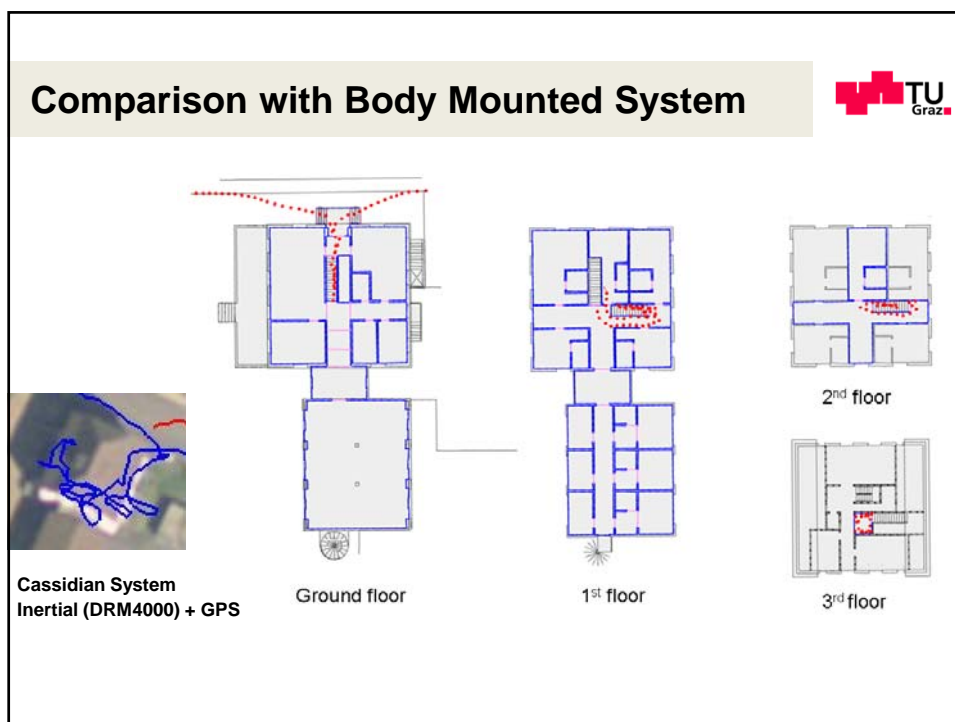 Comparison with Body Mounted System
TU
Graz
Cassidian System
Inertial (DRM4000) + GPS
Ground floor
1st floor
2nd floor
3rd floor